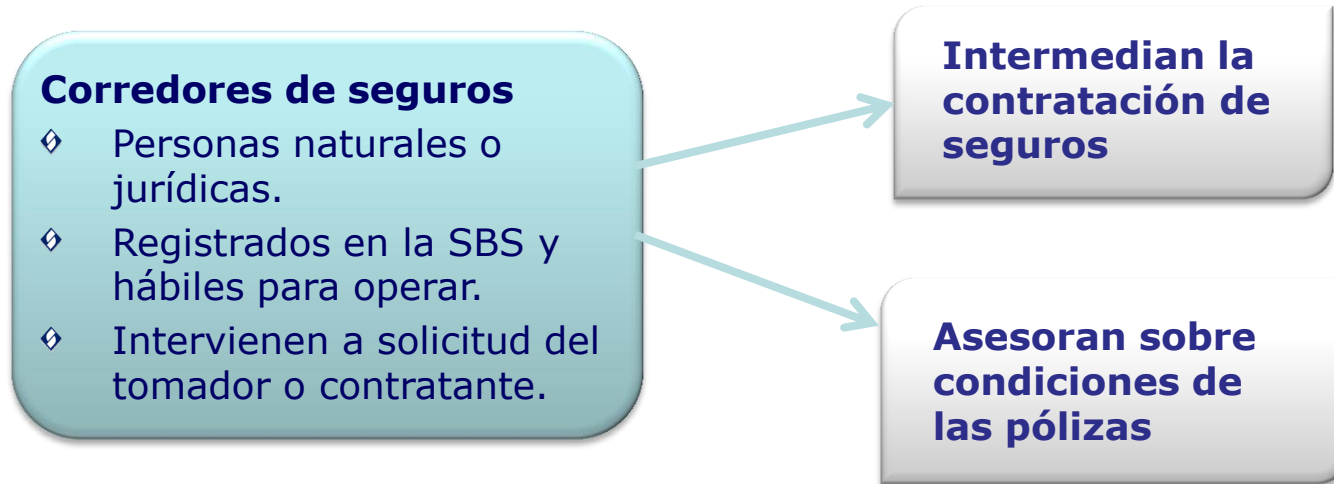 Corredores de seguros
Personas naturales o
jurídicas.
Registrados en la SBS y
hábiles para operar.
Intervienen a solicitud del
tomador o contratante.
Intermedian la
contratación de
seguros
Asesoran sobre
condiciones de
las pólizas